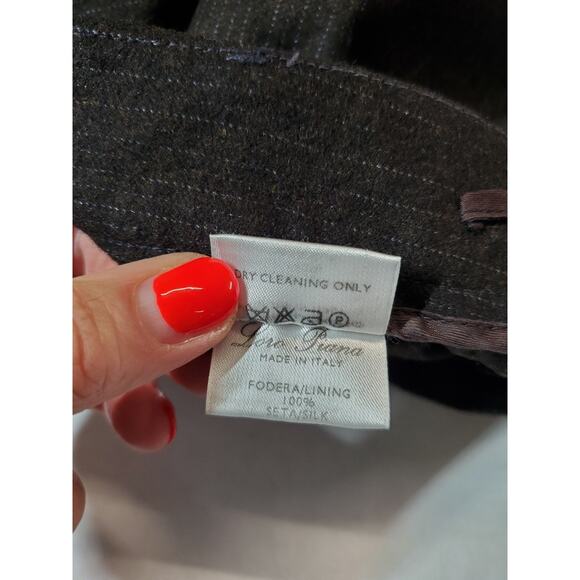 DRY CLEANING ONLY
P
Loro Piana
MADE IN ITALY
FODERA/LINING
100%
SETA/SILK